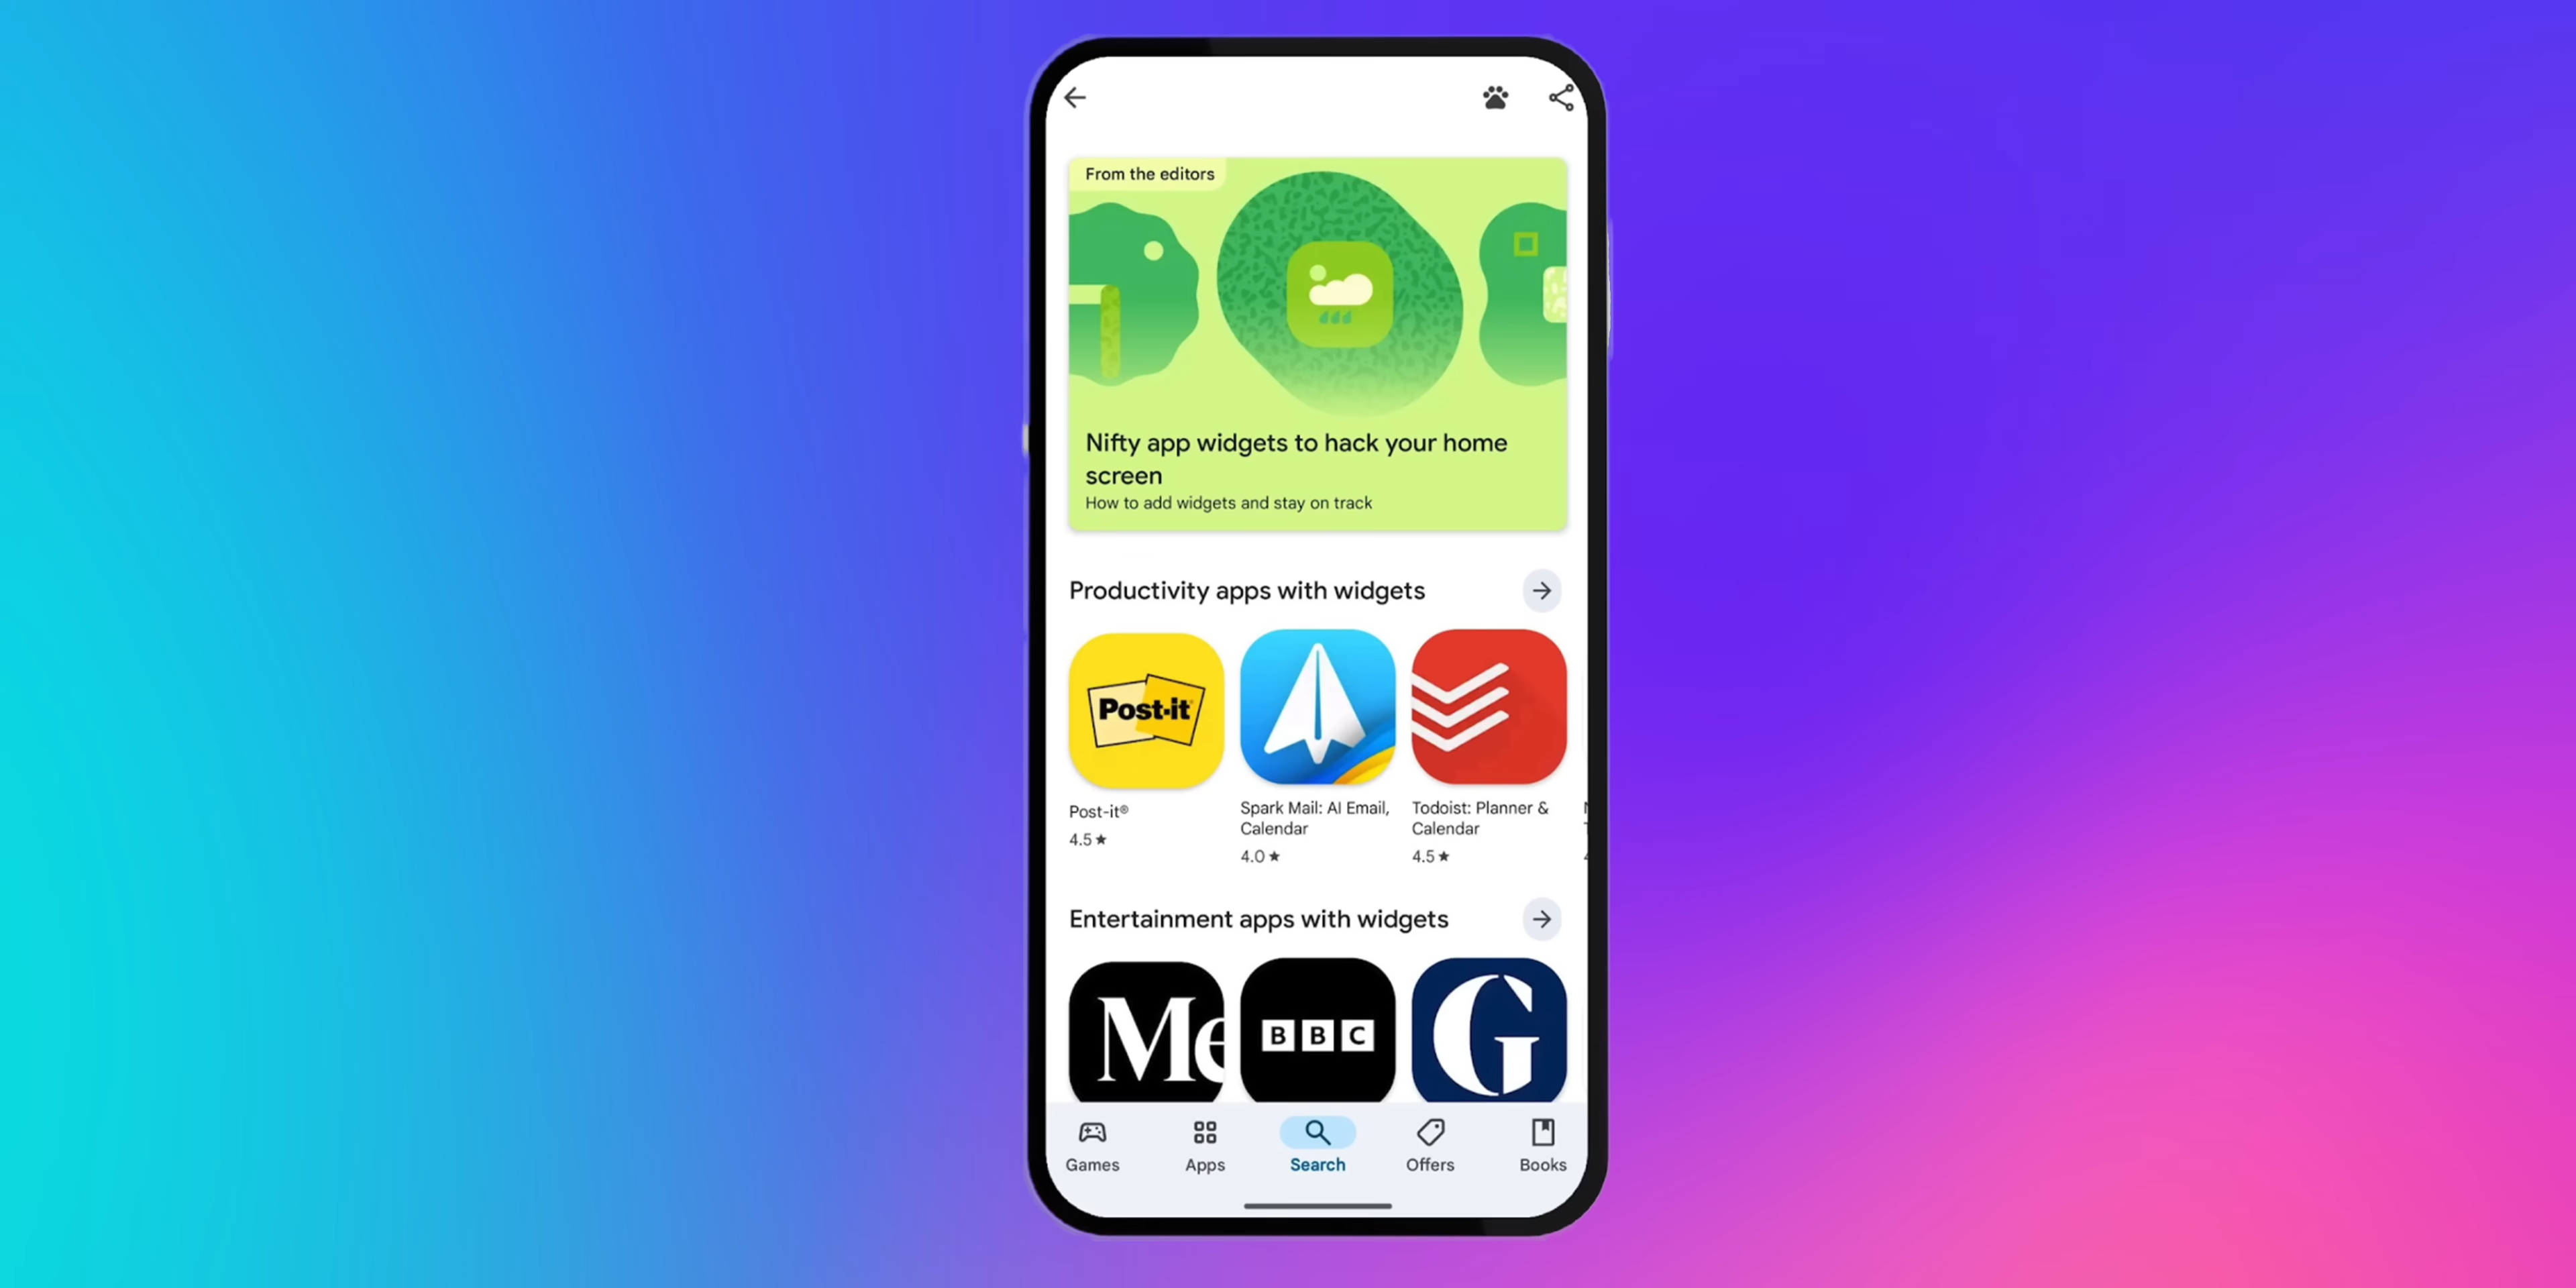 From the editors
Nifty app widgets to hack your home
screen
How to add widgets and stay on track
Productivity apps with widgets
Post-it
Post-it®
4.5★
Spark Mail: AI Email,
Calendar
4.0★
Todoist: Planner &
Calendar
4.5★
Entertainment apps with widgets
Me
BBC
G
Games
Apps
Search
Offers
Books